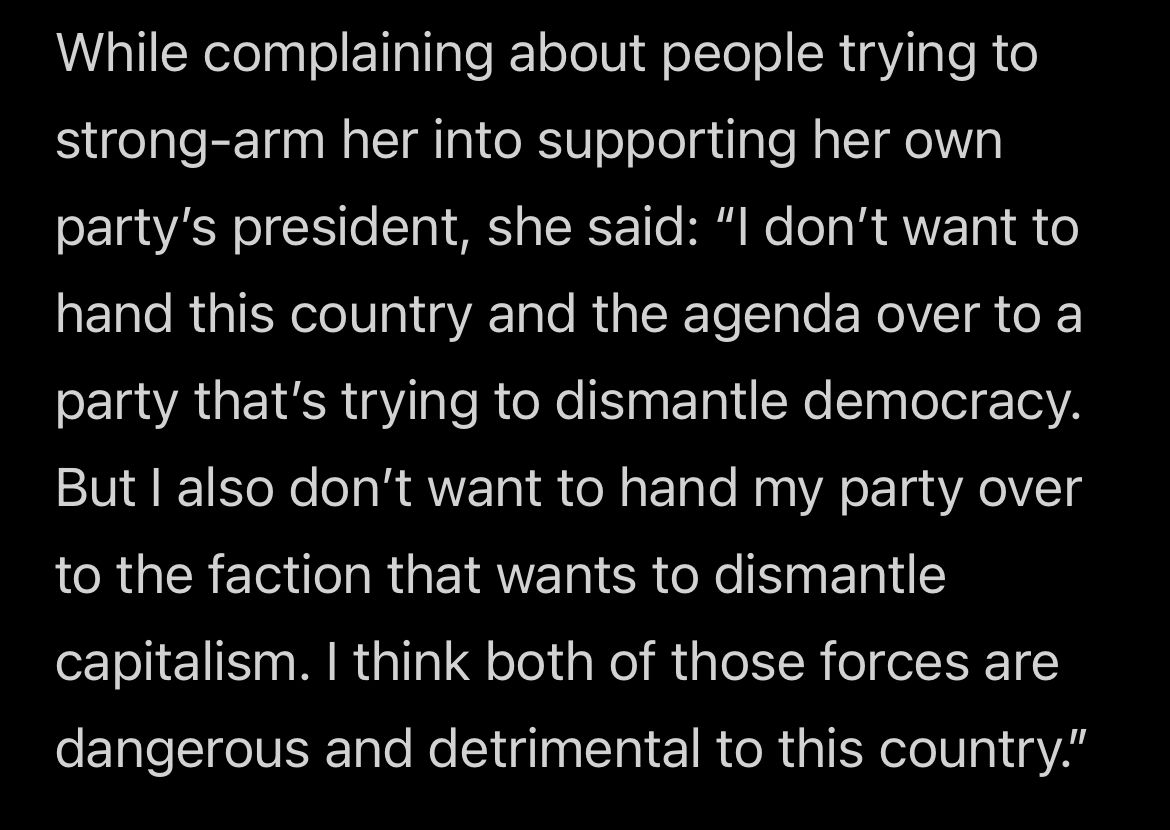 While complaining about people trying to
strong-arm her into supporting her own
party’s president, she said: “I don’t want to
hand this country and the agenda over to a
party that’s trying to dismantle democracy.
But I also don’t want to hand my party over
to the faction that wants to dismantle
capitalism. I think both of those forces are
dangerous and detrimental to this country.”